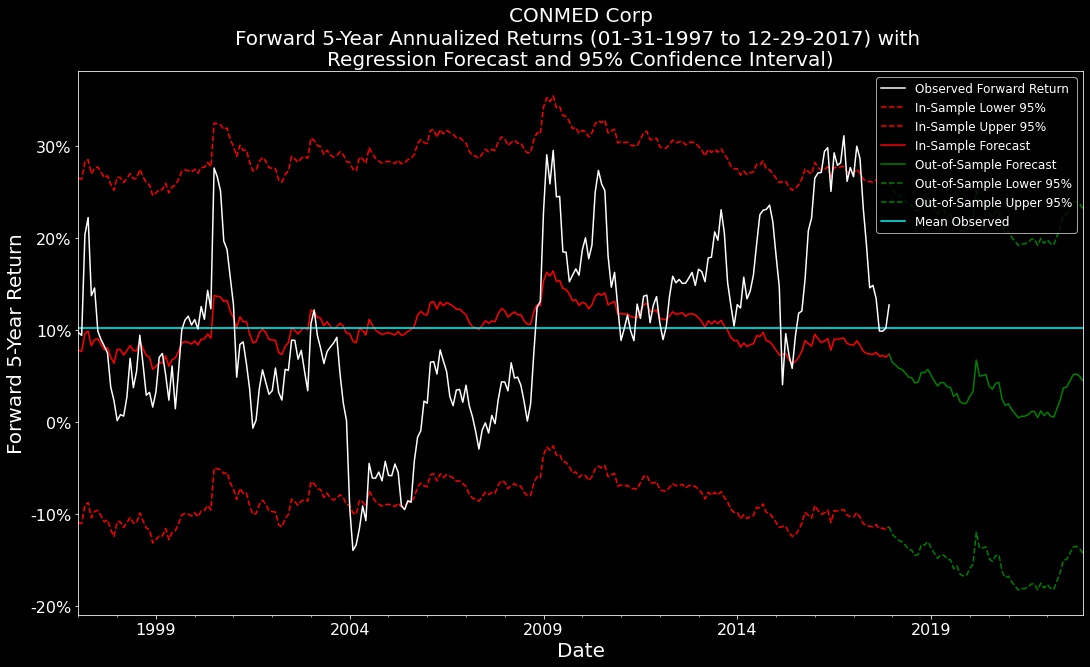 CONMED Corp
Forward 5-Year Annualized Returns (01-31-1997 to 12-29-2017) with
Regression Forecast and 95% Confidence Interval)
Observed Forward Return
In-Sample Lower 95%
In-Sample Upper 95%
In-Sample Forecast
Out-of-Sample Forecast
Out-of-Sample Lower 95%
Out-of-Sample Upper 95%
Mean Observed
Forward 5-Year Return
30%
20%
10%
0%
-10%
-20%
1999
2004
2009
2014
2019
Date